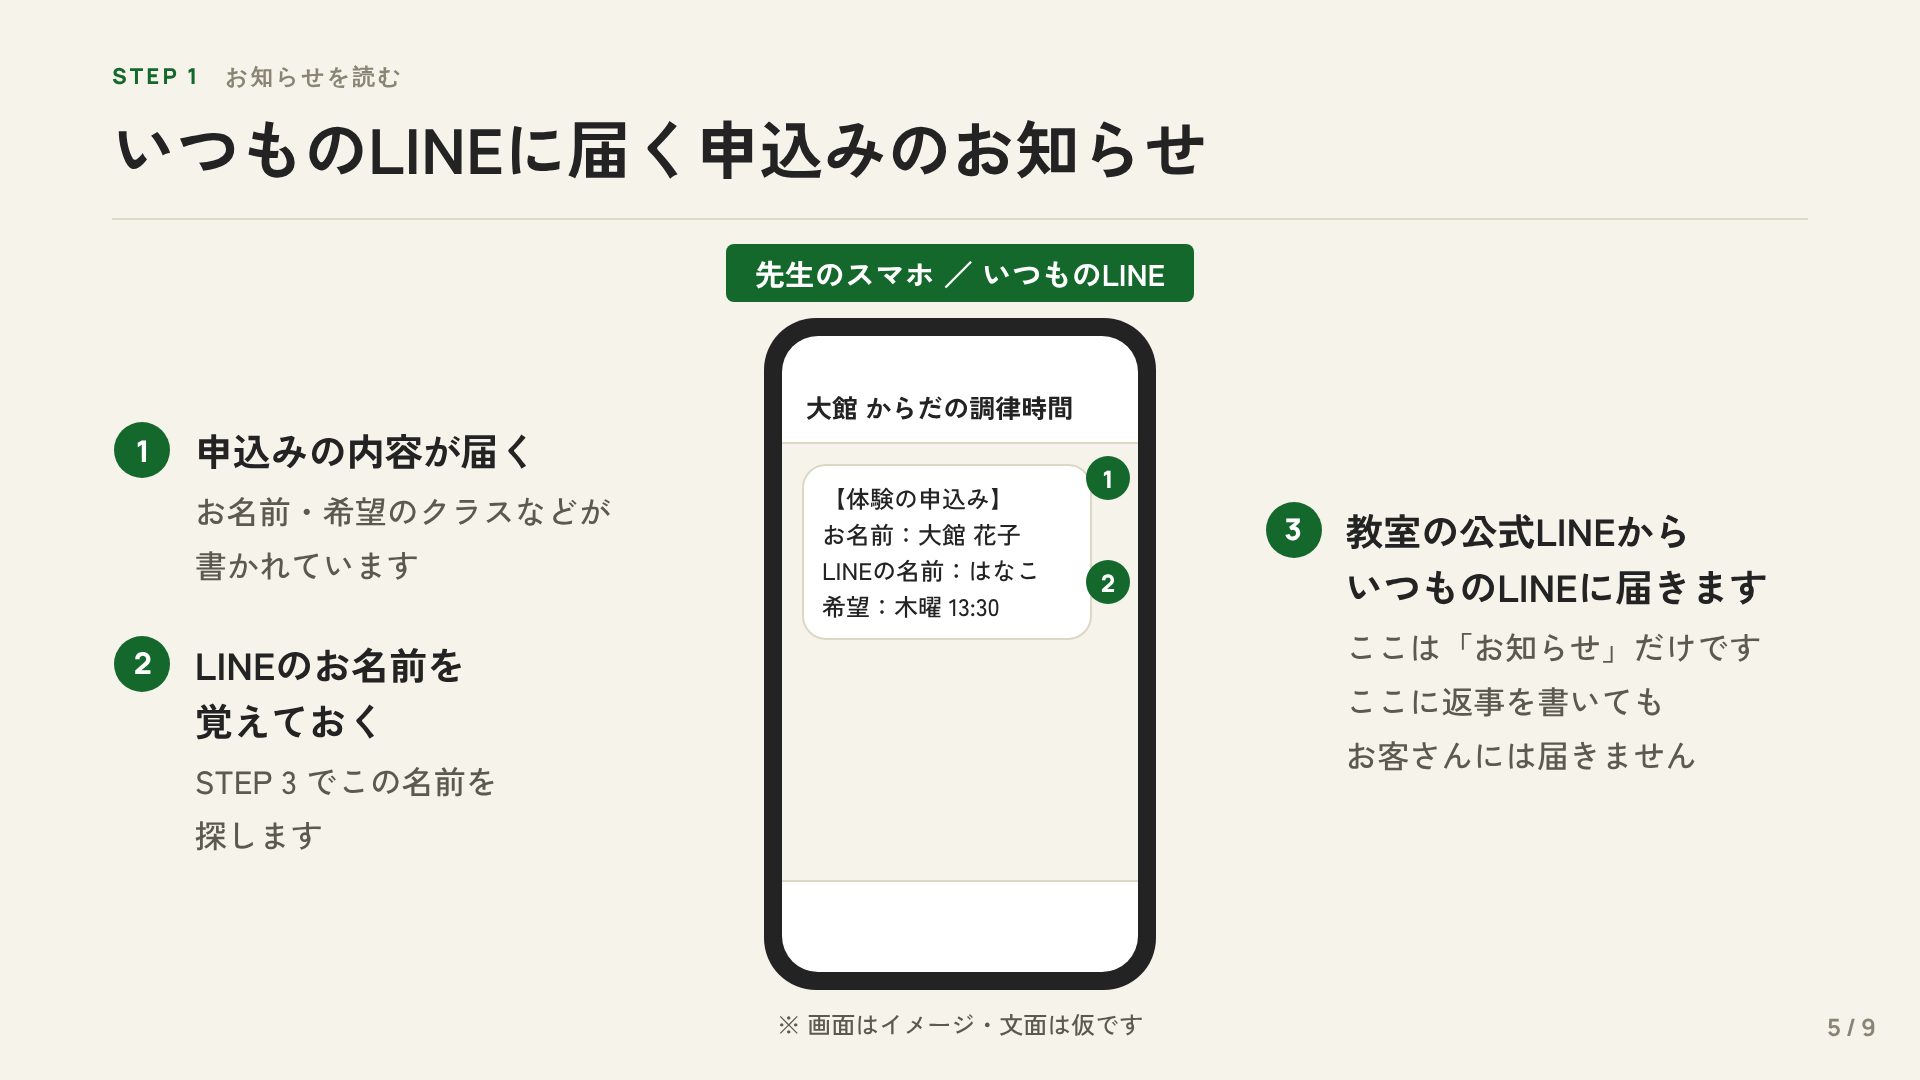 STEP 1 お知らせを読む
いつものLINEに届く申込みのお知らせ
先生のスマホ ／ いつものLINE
1 申込みの内容が届く
お名前・希望のクラスなどが
書かれています
2 LINEのお名前を
覚えておく
STEP 3 でこの名前を
探します
大館 からだの調律時間
【体験の申込み】
1
お名前：大館 花子
LINEの名前：はなこ
2
希望：木曜 13:30
3 教室の公式LINEから
いつものLINEに届きます
ここは「お知らせ」だけです
ここに返事を書いても
お客さんには届きません
※ 画面はイメージ・文面は仮です
5 / 9